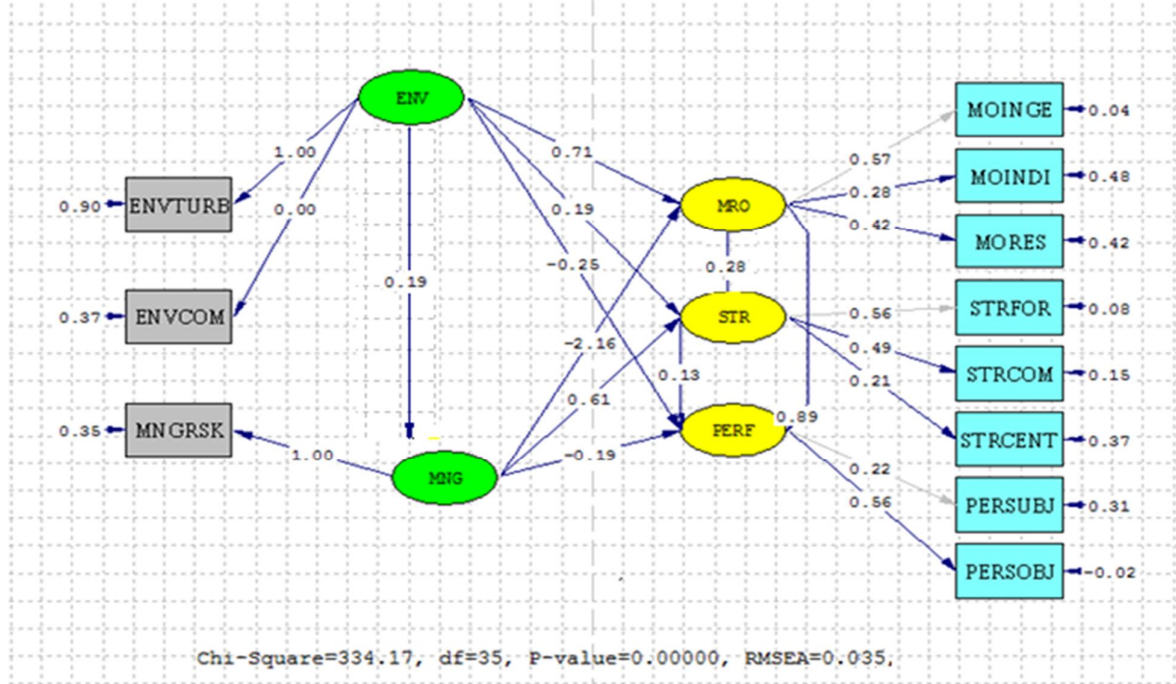 ENV
1.00
0.71
0.00
0.19
-0.25
0.19
-2.16
0.61
-0.19
1.00
0.90 ENVTURB
0.37 ENVCOM
0.35 MNGRSK
MNG
MRO
0.28
STR
0.13
PERF
0.89
0.57
0.28
0.42
0.56
0.49
0.21
0.22
0.56
MOINGE 0.04
MOINDI 0.48
MORES 0.42
STRFOR 0.08
STRCOM 0.15
STRCENT 0.37
PERSUBJ 0.31
PERSOBJ -0.02
Chi-Square=334.17, df=35, P-value=0.00000, RMSEA=0.035,